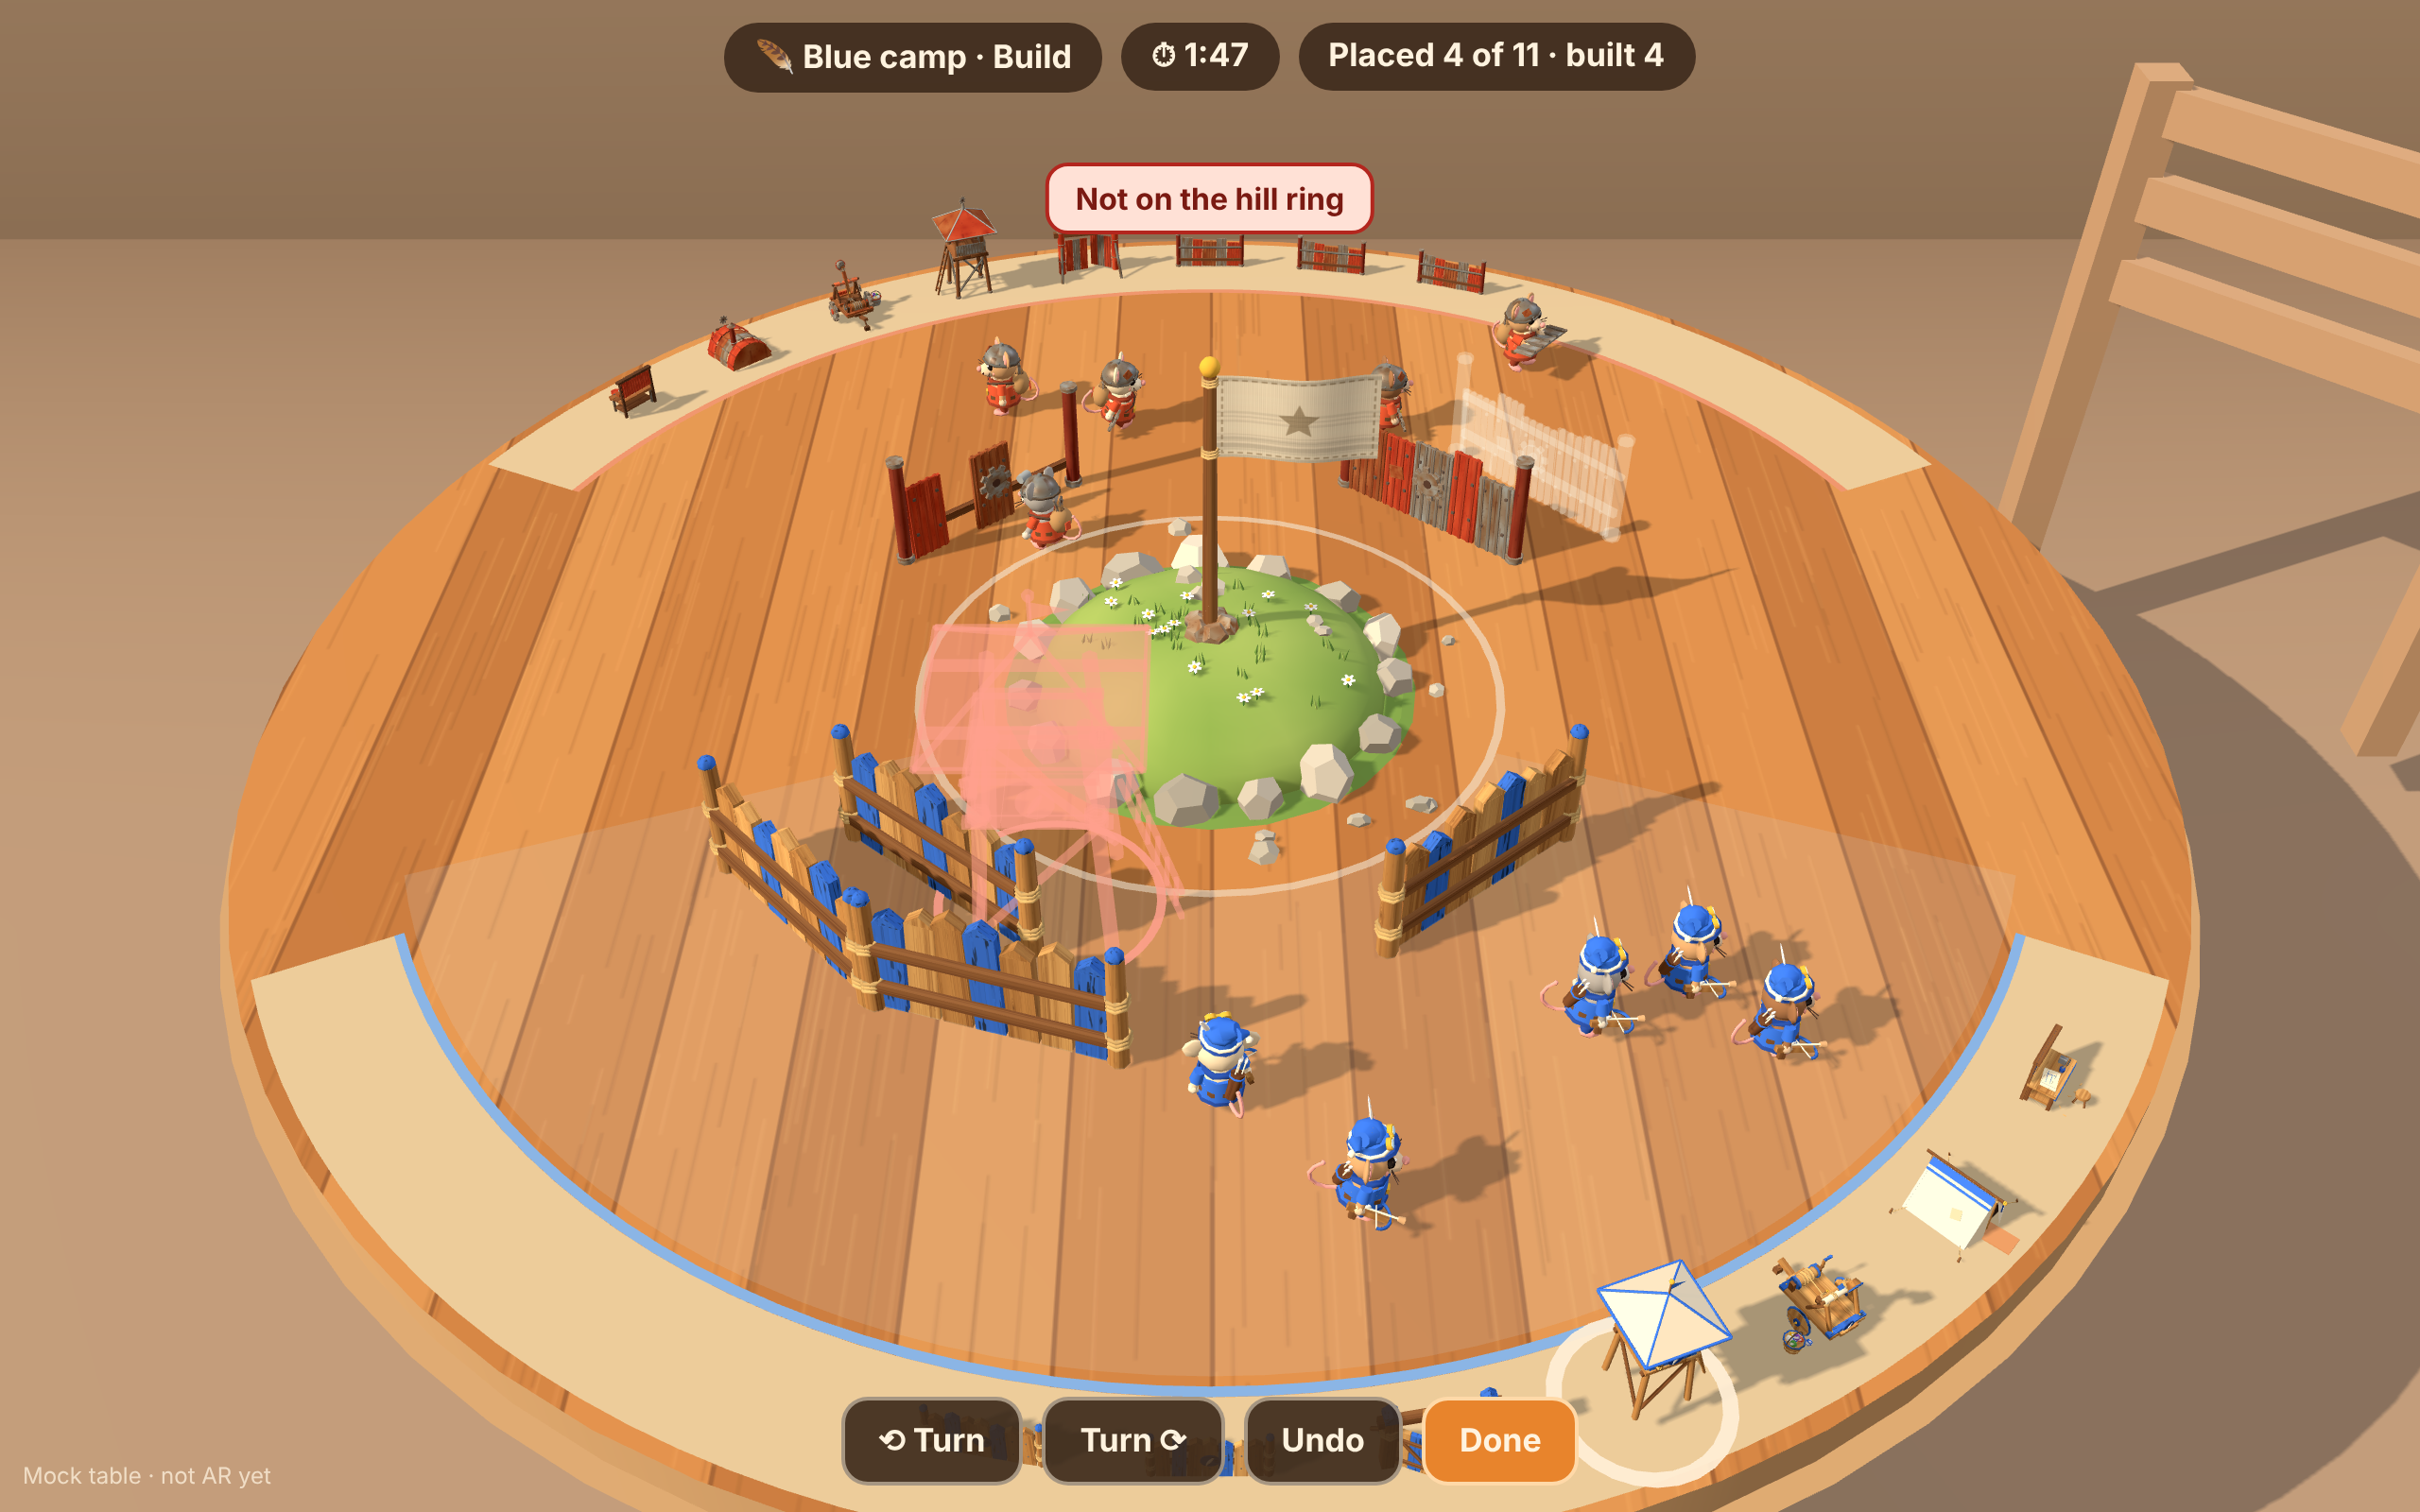 Blue camp · Build
⏱ 1:47
Placed 4 of 11 · built 4
Not on the hill ring
⟲ Turn
Turn ⟳
Undo
Done
Mock table · not AR yet